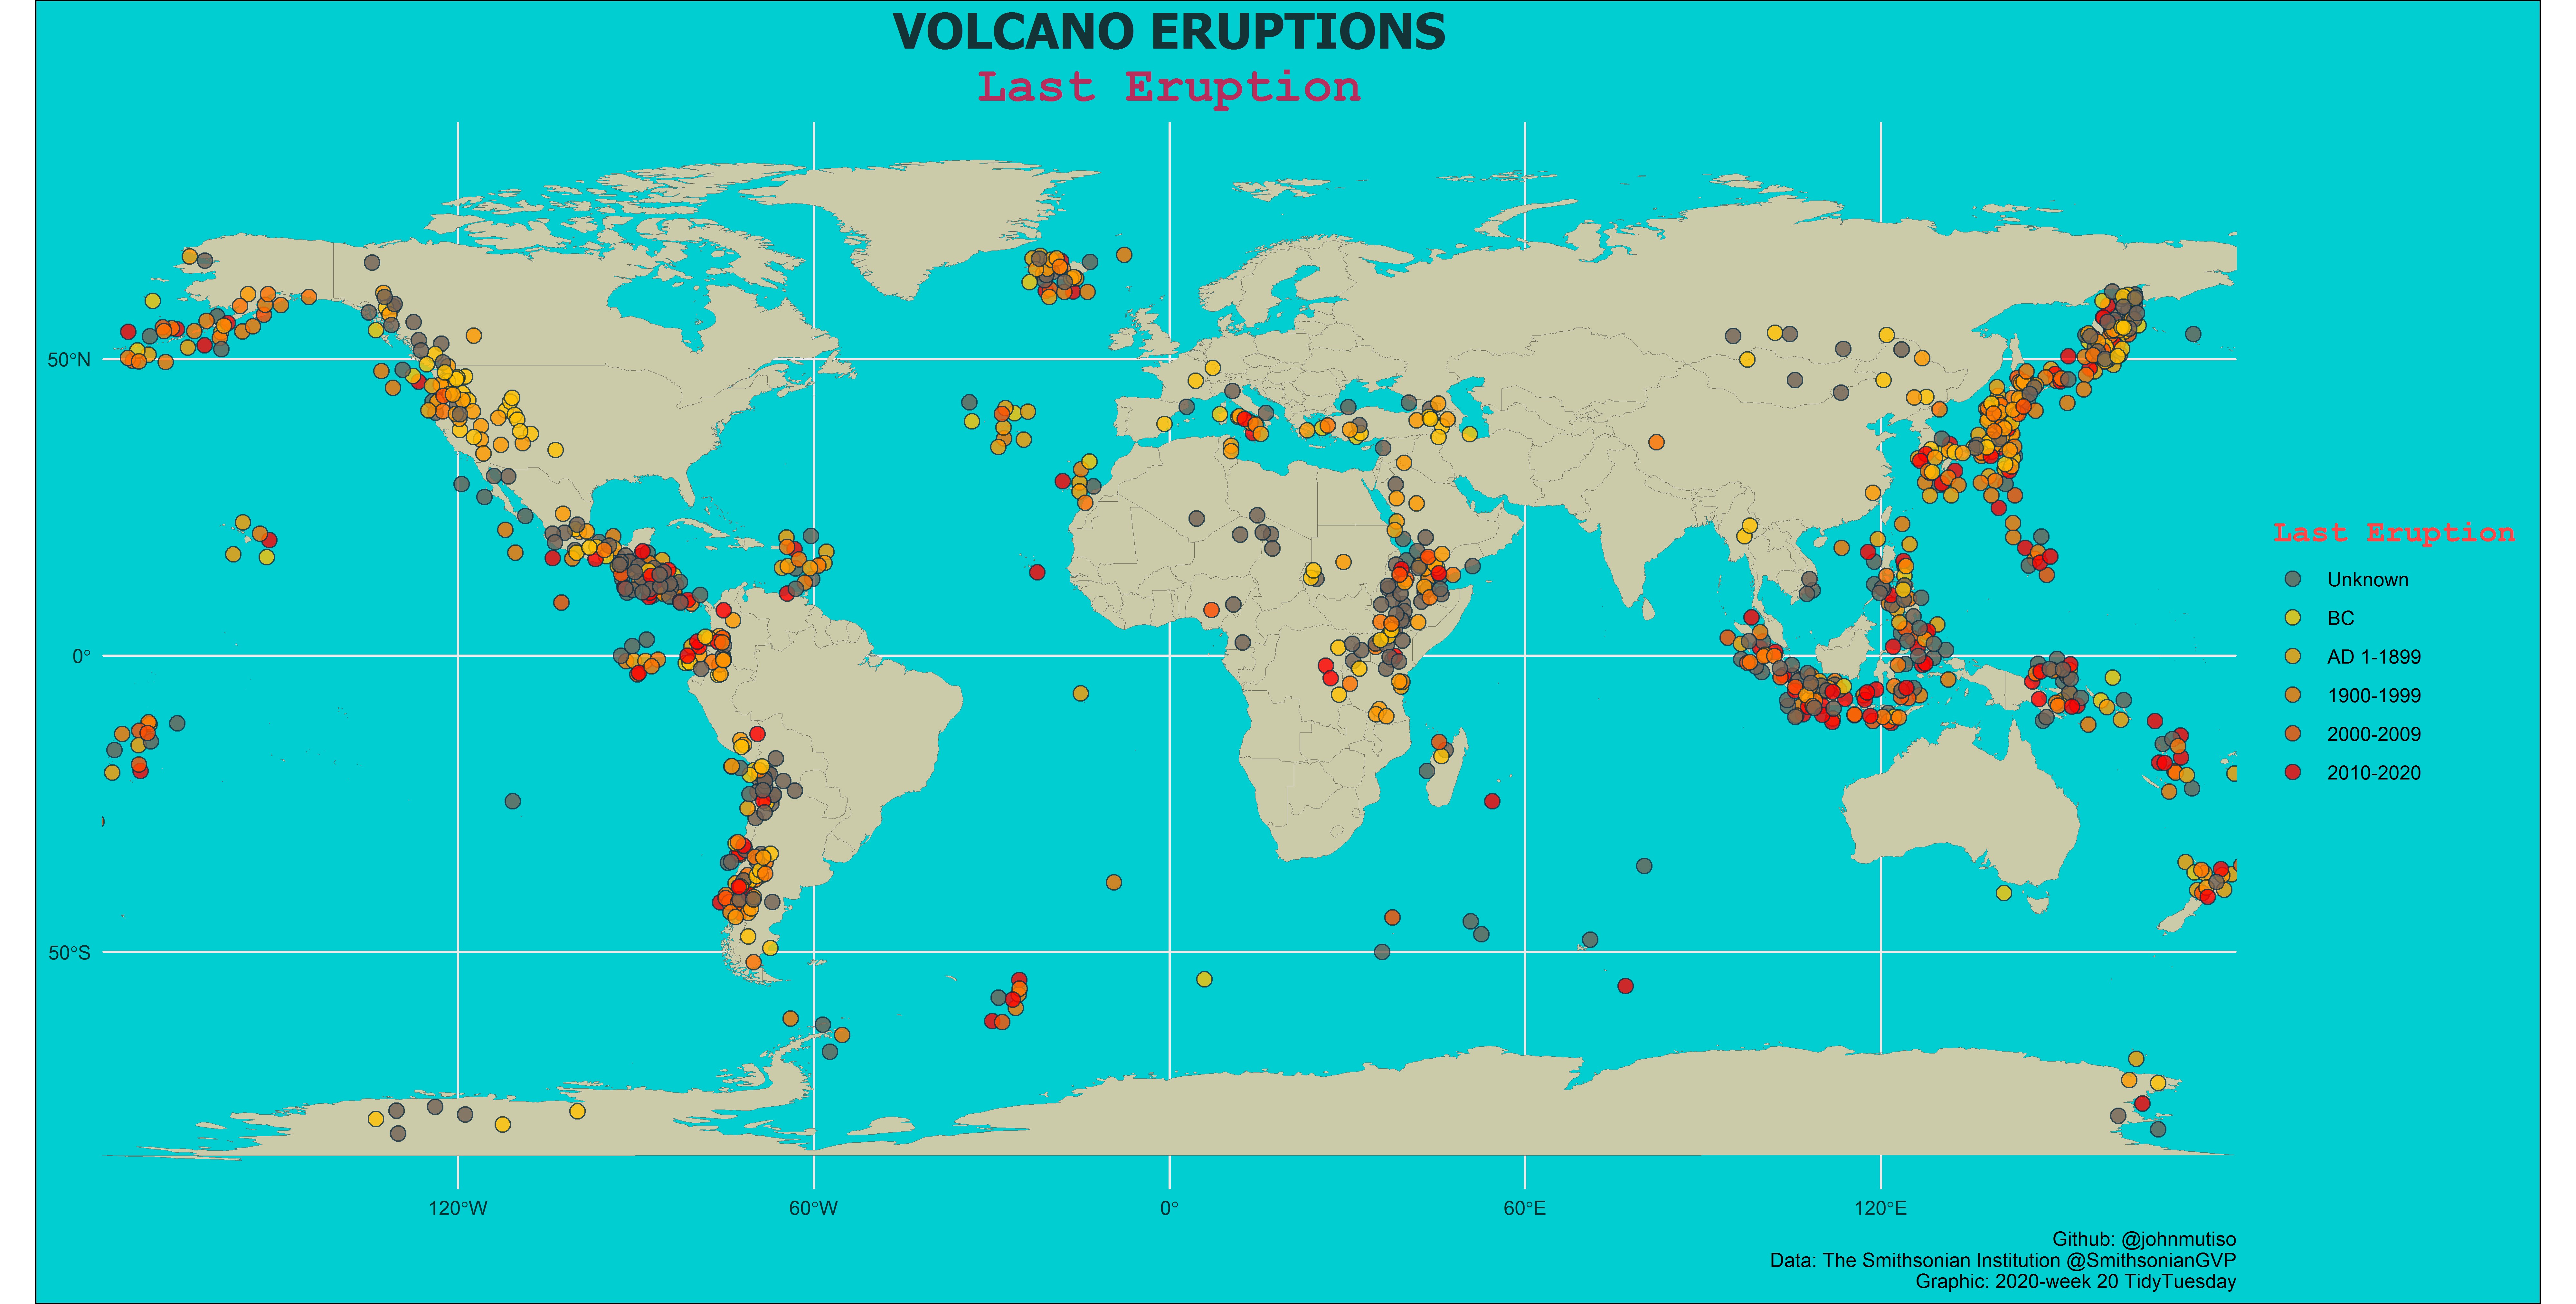 VOLCANO ERUPTIONS
Last Eruption
50°N
0°
50°S
120°W
60°W
0°
60°E
120°E
Last Eruption
Unknown
BC
AD 1-1899
1900-1999
2000-2009
2010-2020
Github: @johnmutiso
Data: The Smithsonian Institution @SmithsonianGVP
Graphic: 2020-week 20 TidyTuesday